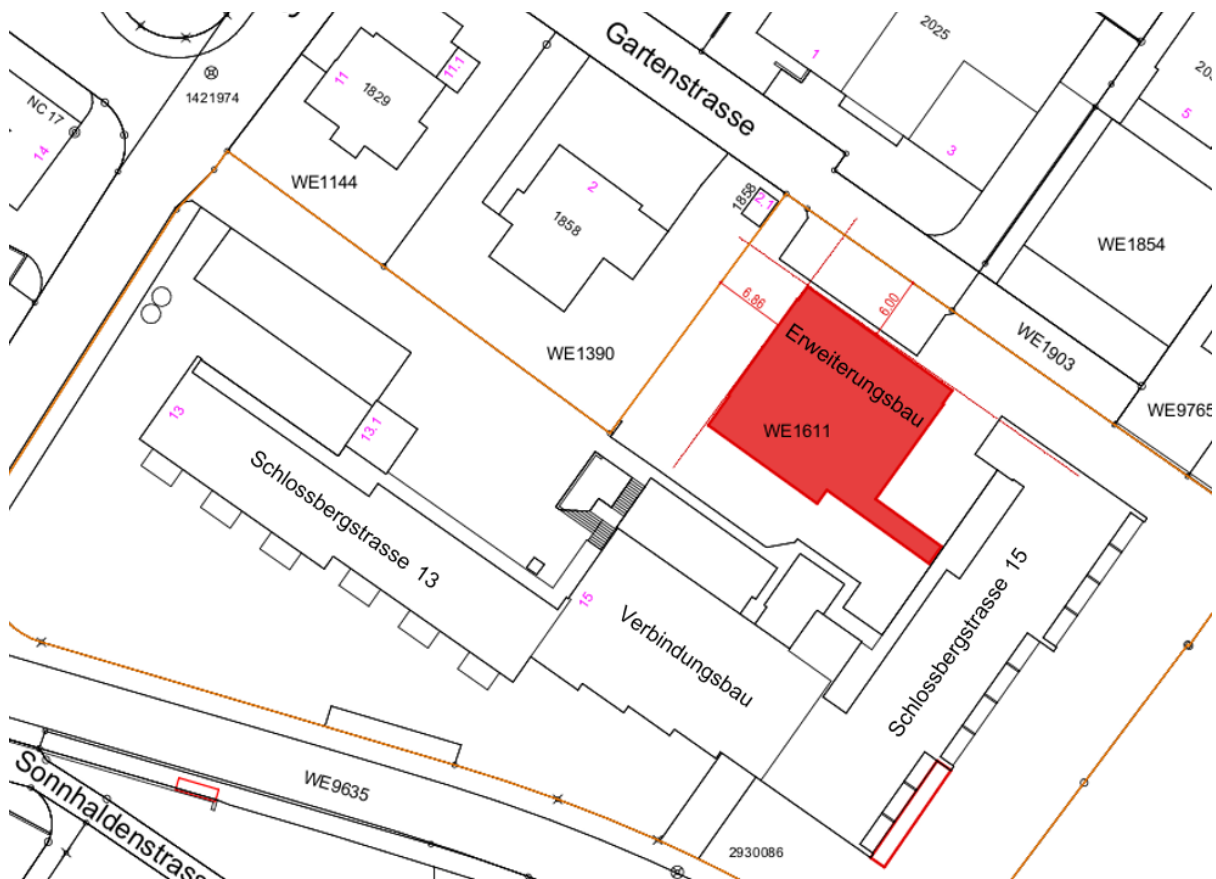 Gartenstrasse
2025
1
11
11.1
1829
1421974
NC 17
14
5
3
WE1144
2
1858
1858
2.1
WE1854
6.86
6.00
WE1903
Erweiterungsbau
WE1390
WE1611
WE9765
13
13.1
Schlossbergstrasse 13
15
Verbindungsbau
Schlossbergstrasse 15
WE9635
Sonnhaldenstrass
2930086